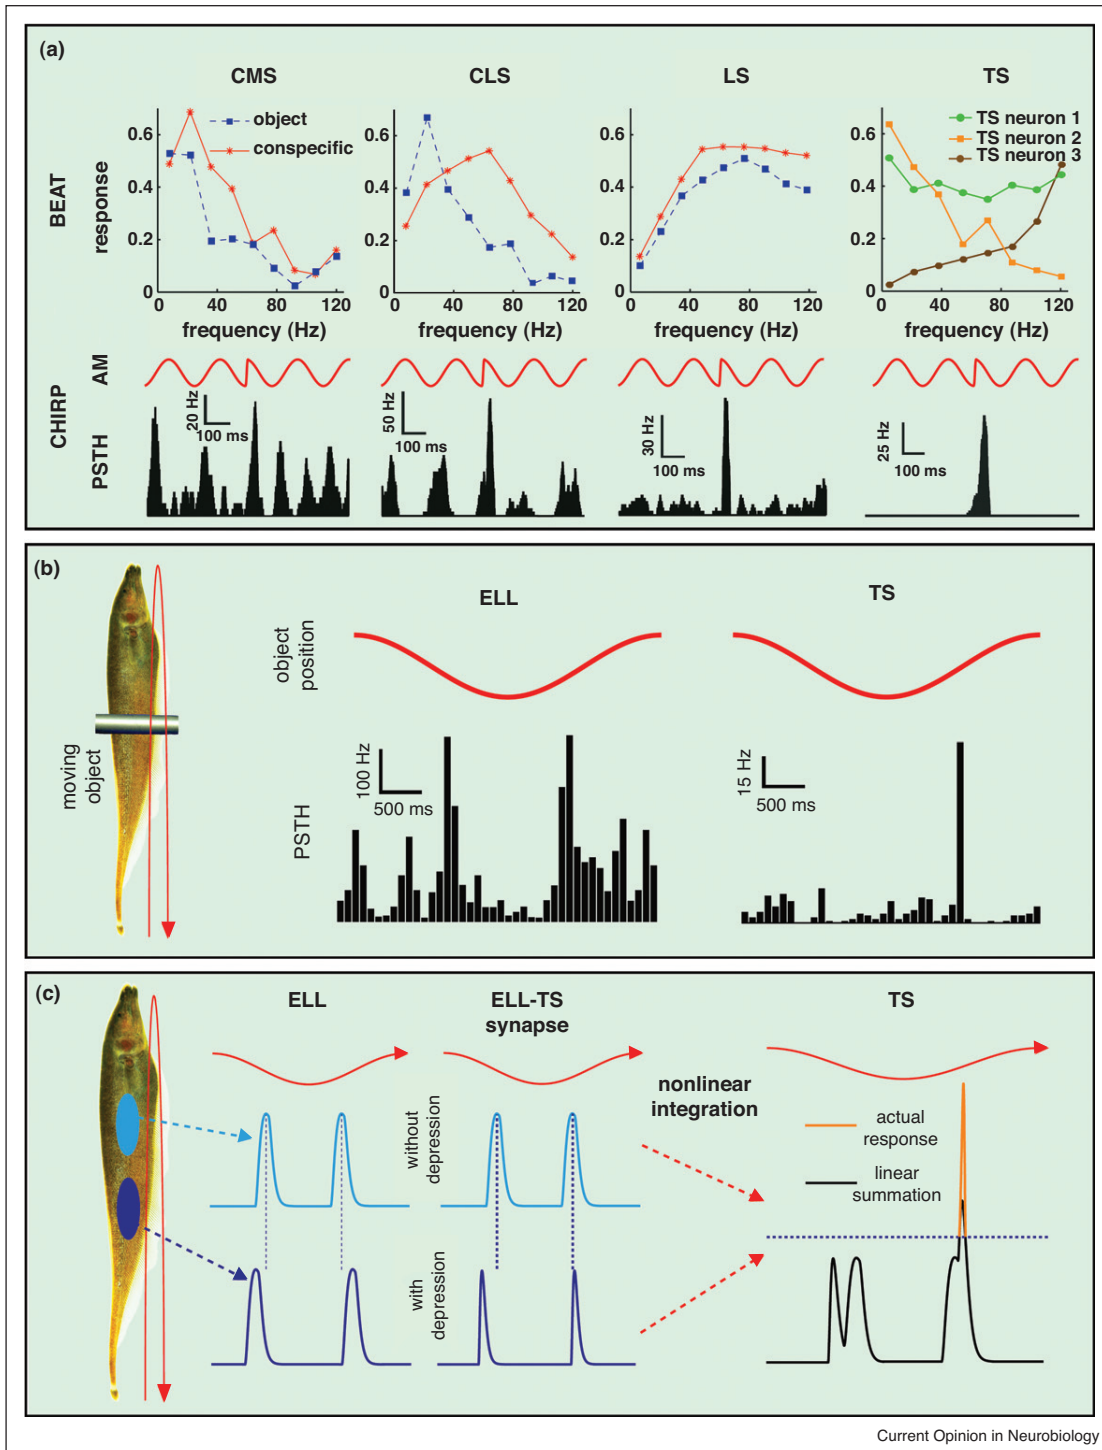 (a)
CMS
CLS
LS
TS
BEAT
response
0.6
0.4
0.2
0
object
conspecific
0 40 80 120
frequency (Hz)
0.6
0.4
0.2
0
0 40 80 120
frequency (Hz)
0.6
0.4
0.2
0
0 40 80 120
frequency (Hz)
0.6
0.4
0.2
0
TS neuron 1
TS neuron 2
TS neuron 3
0 40 80 120
frequency (Hz)
CHIRP
AM
PSTH
20 Hz
100 ms
50 Hz
100 ms
30 Hz
100 ms
25 Hz
100 ms
(b)
ELL
TS
object
position
moving
object
PSTH
100 Hz
500 ms
15 Hz
500 ms
(c)
ELL
ELL-TS
synapse
TS
nonlinear
integration
without
depression
with
depression
actual
response
linear
summation
Current Opinion in Neurobiology